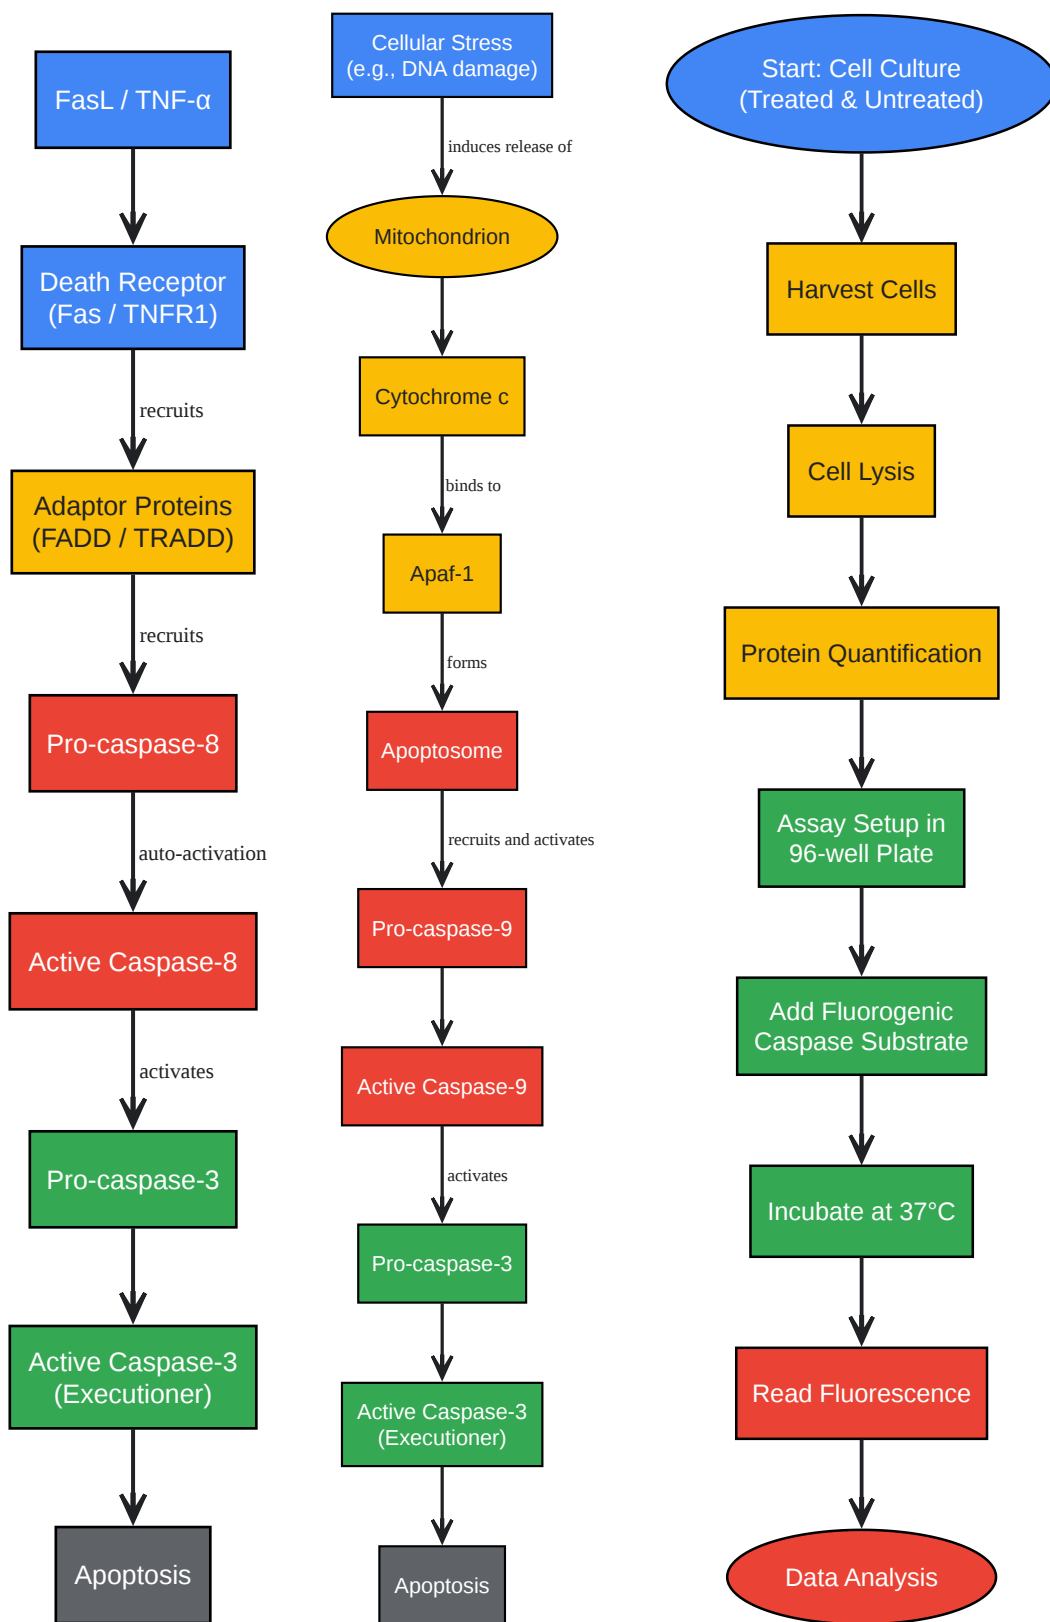 FasL / TNF-α
Death Receptor
(Fas / TNFR1)
recruits
Adaptor Proteins
(FADD / TRADD)
recruits
Pro-caspase-8
auto-activation
Active Caspase-8
activates
Pro-caspase-3
Active Caspase-3
(Executioner)
Apoptosis
Cellular Stress
(e.g., DNA damage)
induces release of
Mitochondrion
Cytochrome c
binds to
Apaf-1
forms
Apoptosome
recruits and activates
Pro-caspase-9
Active Caspase-9
activates
Pro-caspase-3
Active Caspase-3
(Executioner)
Apoptosis
Start: Cell Culture
(Treated & Untreated)
Harvest Cells
Cell Lysis
Protein Quantification
Assay Setup in
96-well Plate
Add Fluorogenic
Caspase Substrate
Incubate at 37°C
Read Fluorescence
Data Analysis